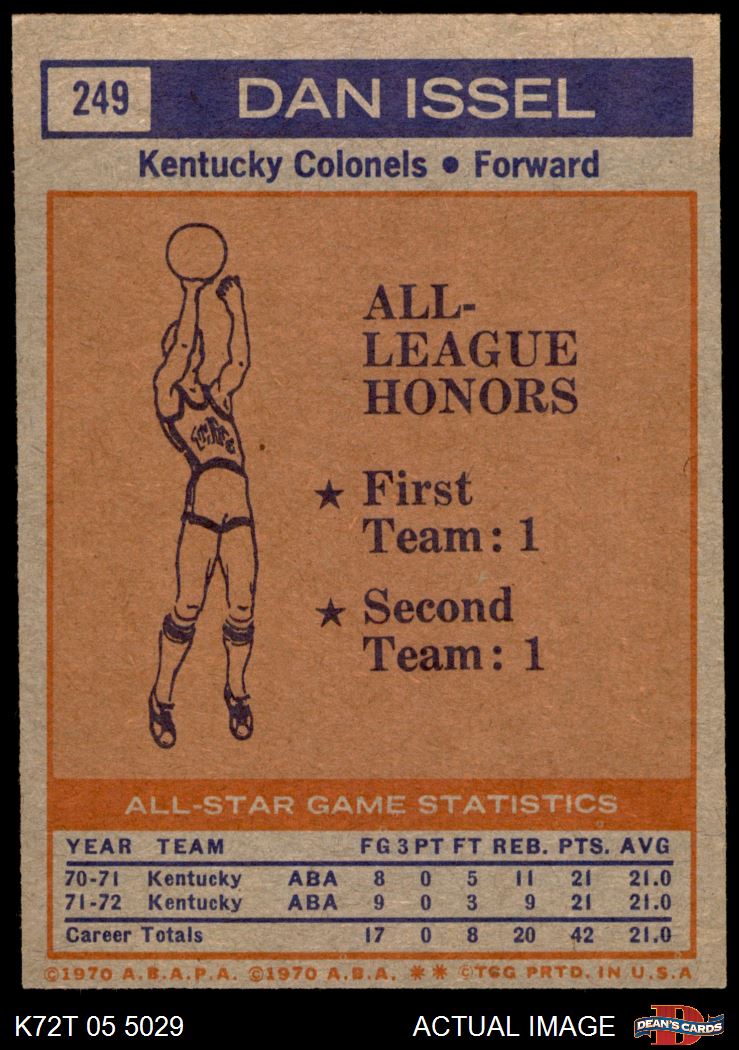 249
DAN ISSEL
Kentucky Colonels • Forward
ALL-
LEAGUE
HONORS
★ First
Team: 1
★ Second
Team: 1
ALL-STAR GAME STATISTICS
YEAR TEAM FG 3PT FT REB. PTS. AVG
70-71 Kentucky ABA 8 0 5 11 21 21.0
71-72 Kentucky ABA 9 0 3 9 21 21.0
Career Totals 17 0 8 20 42 21.0
©1970 A.B.A.P.A. ©1970 A.B.A. ** ©TCG PRTD. IN U.S.A
K72T 05 5029
ACTUAL IMAGE
DEAN'S CARDS